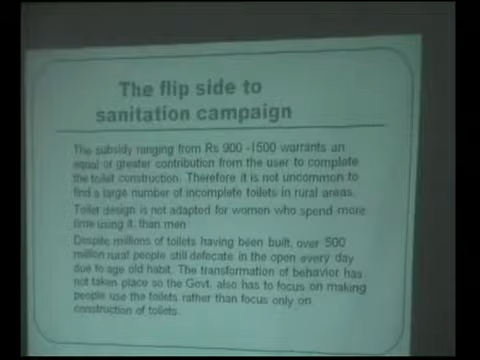 The flip side to
sanitation campaign
The subsidy ranging from Rs 900 -1500 warrants an
equal or greater contribution from the user to complete
the toilet construction. Therefore it is not uncommon to
find a large number of incomplete toilets in rural areas.
Toilet design is not adapted for women who spend more
time using it, than men
Despite millions of toilets having been built, over 500
million rural people still defecate in the open every day
due to age old habit. The transformation of behavior has
not taken place so the Govt. also has to focus on making
people use the toilets rather than focus only on
construction of toilets.